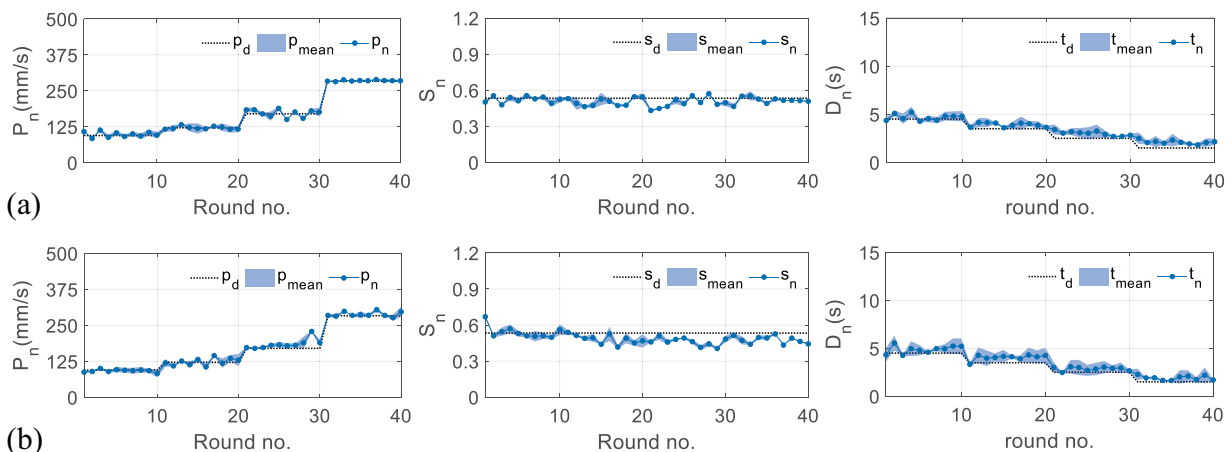 500
375
250
125
0
P_n(mm/s)
p_d p_mean p_n
10 20 30 40
Round no.
1.2
0.9
0.6
0.3
0
S_n
s_d s_mean s_n
10 20 30 40
Round no.
15
10
5
0
D_n(s)
t_d t_mean t_n
10 20 30 40
round no.
(a)
500
375
250
125
0
P_n(mm/s)
p_d p_mean p_n
10 20 30 40
Round no.
1.2
0.9
0.6
0.3
0
S_n
s_d s_mean s_n
10 20 30 40
Round no.
15
10
5
0
D_n(s)
t_d t_mean t_n
10 20 30 40
round no.
(b)